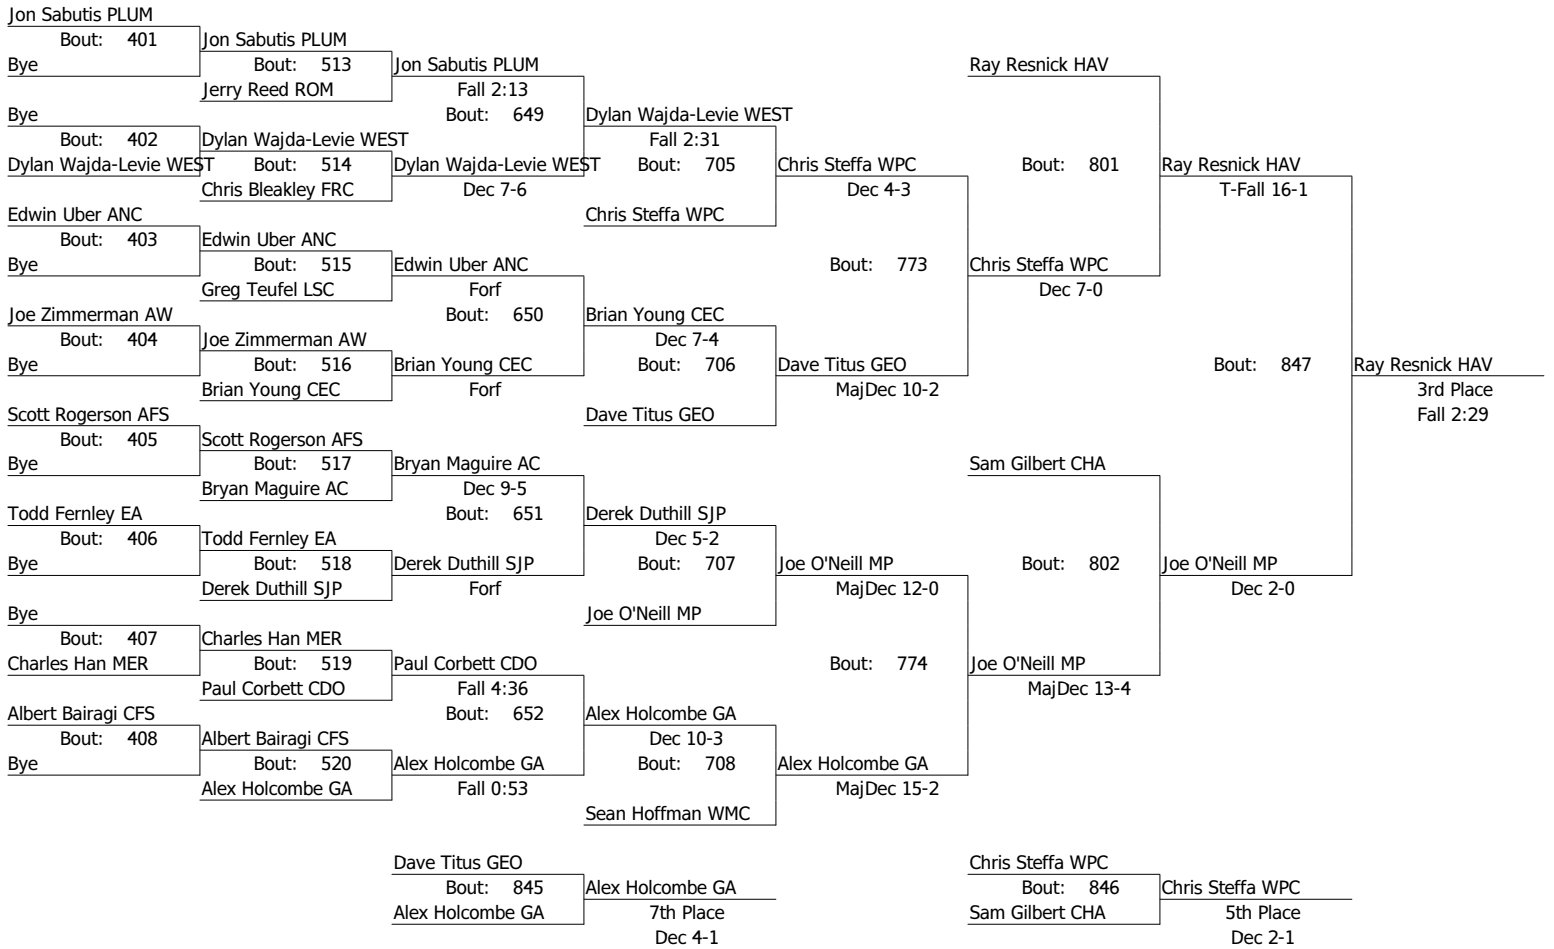 Jon Sabutis PLUM
Bout: 401 Jon Sabutis PLUM
Bye Bout: 513 Jon Sabutis PLUM Ray Resnick HAV
Jerry Reed ROM Fall 2:13
Bye Bout: 649 Dylan Wajda-Levie WEST
Bout: 402 Dylan Wajda-Levie WEST Fall 2:31
Dylan Wajda-Levie WEST Bout: 514 Dylan Wajda-Levie WEST Bout: 705 Chris Steffa WPC Bout: 801 Ray Resnick HAV
Chris Bleakley FRC Dec 7-6 Dec 4-3 T-Fall 16-1
Edwin Uber ANC Chris Steffa WPC
Bout: 403 Edwin Uber ANC
Bye Bout: 515 Edwin Uber ANC Bout: 773 Chris Steffa WPC
Greg Teufel LSC Forf Dec 7-0
Joe Zimmerman AW Bout: 650 Brian Young CEC
Bout: 404 Joe Zimmerman AW Dec 7-4
Bye Bout: 516 Brian Young CEC Bout: 706 Dave Titus GEO Bout: 847 Ray Resnick HAV
Brian Young CEC Forf MajDec 10-2 3rd Place
Scott Rogerson AFS Dave Titus GEO Fall 2:29
Bout: 405 Scott Rogerson AFS
Bye Bout: 517 Bryan Maguire AC Sam Gilbert CHA
Bryan Maguire AC Dec 9-5
Todd Fernley EA Bout: 651 Derek Duthill SJP
Bout: 406 Todd Fernley EA Dec 5-2
Bye Bout: 518 Derek Duthill SJP Bout: 707 Joe O'Neill MP Bout: 802 Joe O'Neill MP
Derek Duthill SJP Forf MajDec 12-0 Dec 2-0
Bye Joe O'Neill MP
Bout: 407 Charles Han MER
Charles Han MER Bout: 519 Paul Corbett CDO Bout: 774 Joe O'Neill MP
Paul Corbett CDO Fall 4:36 MajDec 13-4
Albert Bairagi CFS Bout: 652 Alex Holcombe GA
Bout: 408 Albert Bairagi CFS Dec 10-3
Bye Bout: 520 Alex Holcombe GA Bout: 708 Alex Holcombe GA
Alex Holcombe GA Fall 0:53 MajDec 15-2
Sean Hoffman WMC
Dave Titus GEO Chris Steffa WPC
Bout: 845 Alex Holcombe GA Bout: 846 Chris Steffa WPC
Alex Holcombe GA 7th Place Sam Gilbert CHA 5th Place
Dec 4-1 Dec 2-1